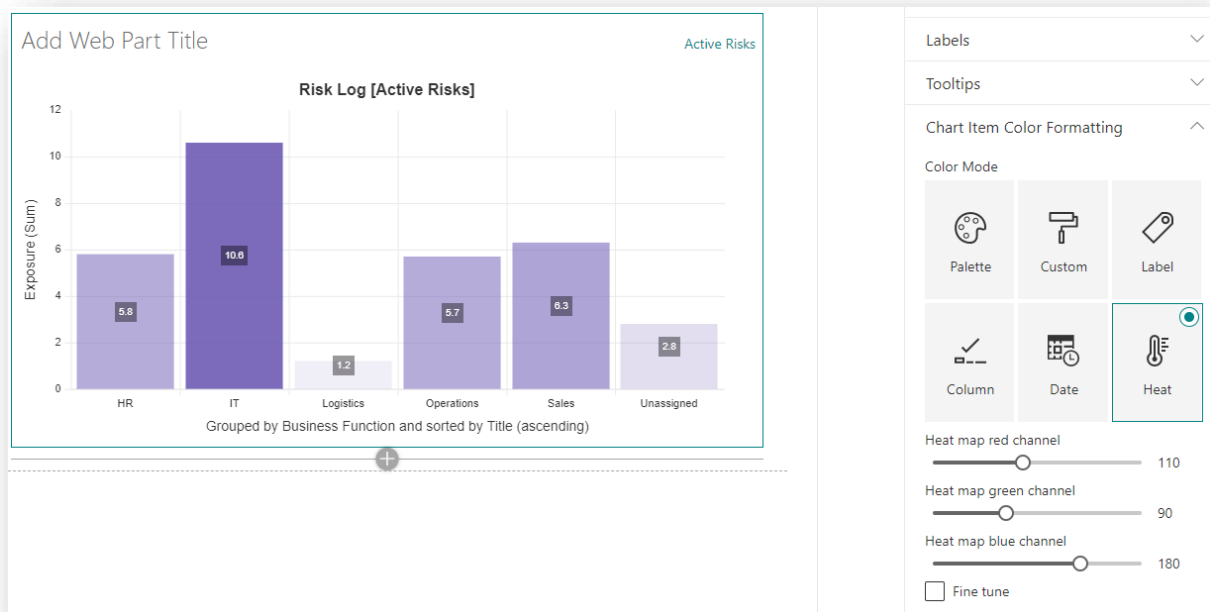 Add Web Part Title
Active Risks
Risk Log [Active Risks]
Exposure (Sum)
12
10
8
6
4
2
0
5.8
10.6
1.2
5.7
6.3
2.8
HR IT Logistics Operations Sales Unassigned
Grouped by Business Function and sorted by Title (ascending)
Labels
Tooltips
Chart Item Color Formatting
Color Mode
Palette Custom Label
Column Date Heat
Heat map red channel
110
Heat map green channel
90
Heat map blue channel
180
Fine tune